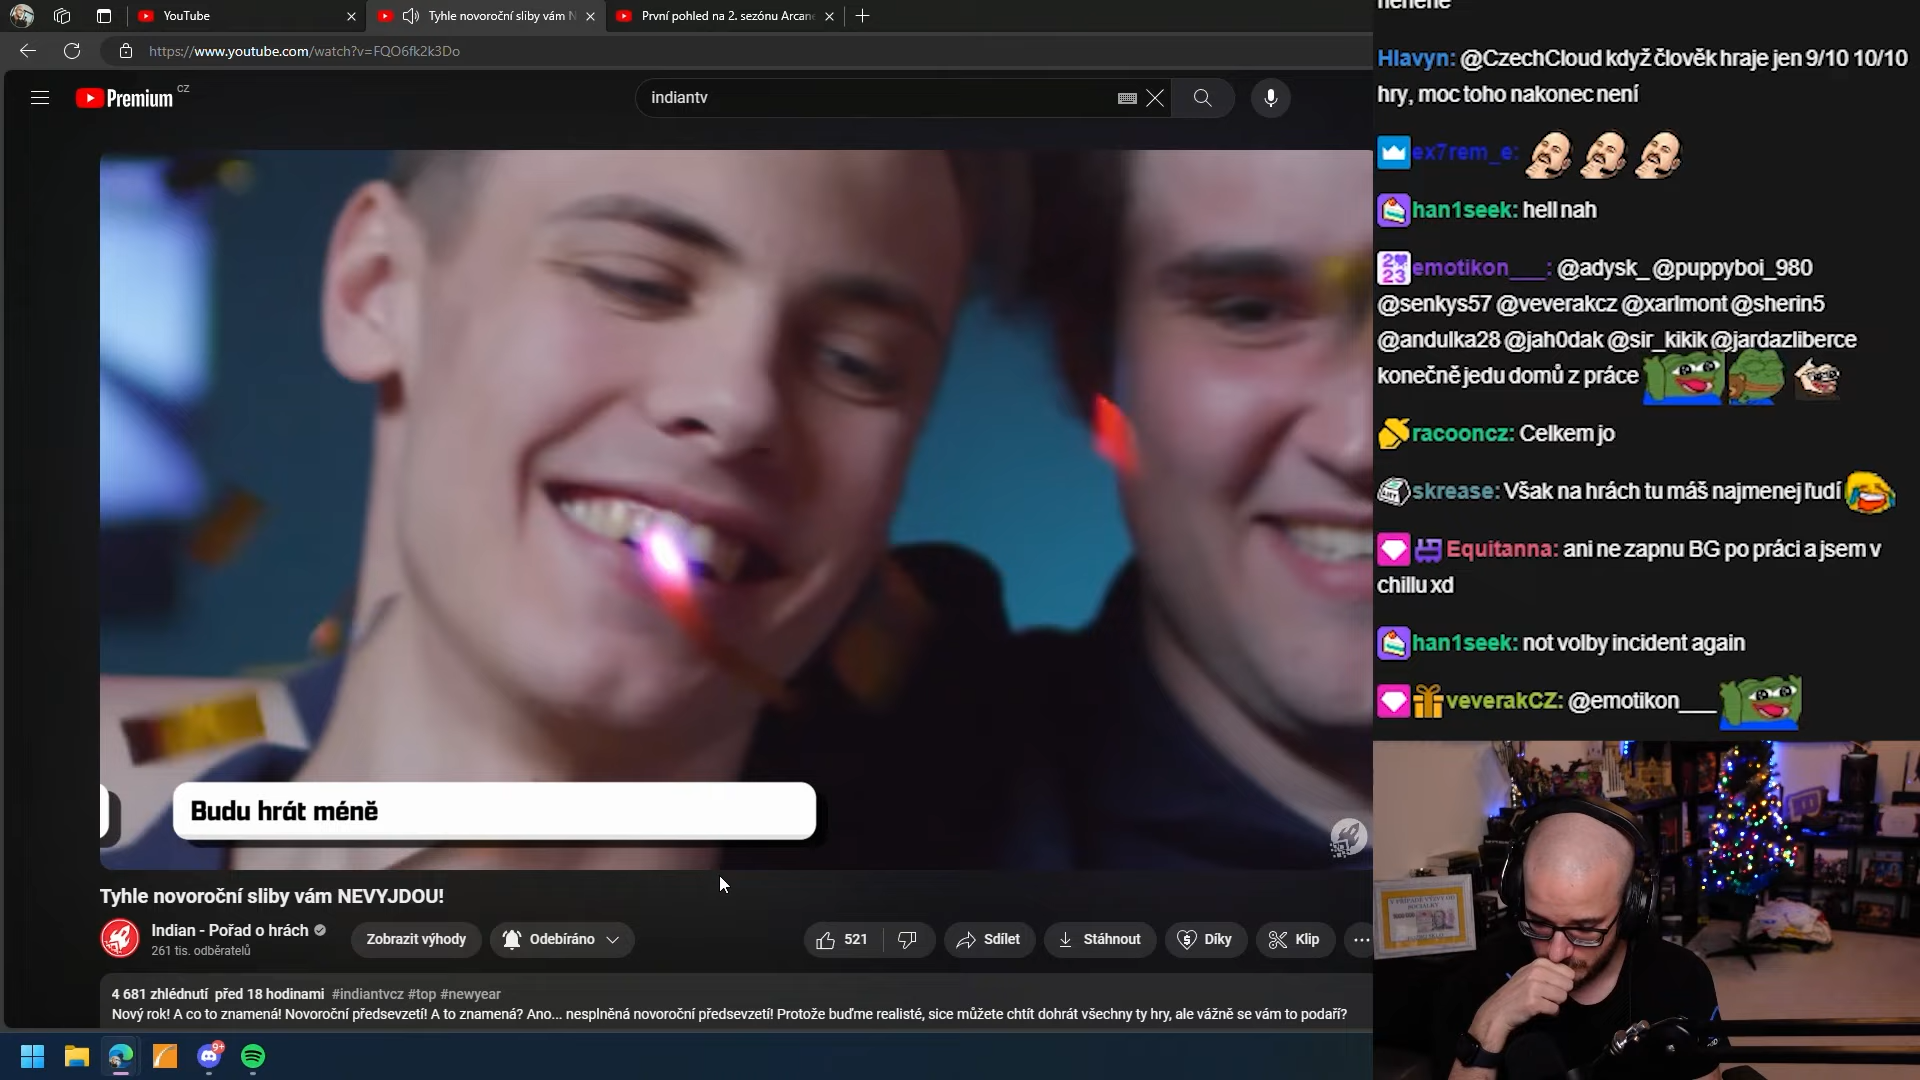 YouTube
Tyhle novoroční sliby vám N
První pohled na 2. sezónu Arcane
https://www.youtube.com/watch?v=FQO6fk2k3Do
Premium CZ
indiantv
Budu hrát méně
Tyhle novoroční sliby vám NEVYJDOU!
Indian - Pořad o hrách
261 tis. odběratelů
Zobrazit výhody
Odebíráno
521
Sdílet
Stáhnout
Díky
Klip
4 681 zhlédnutí před 18 hodinami #indiantvcz #top #newyear
Nový rok! A co to znamená! Novoroční předsevzetí! A to znamená? Ano... nesplněná novoroční předsevzetí! Protože buďme realisté, sice můžete chtít dohrát všechny ty hry, ale vážně se vám to podaří?
9+
Hlavyn: @CzechCloud když člověk hraje jen 9/10 10/10
hry, moc toho nakonec není
ex7rem_e:
han1seek: hell nah
2023 emotikon___: @adysk_ @puppyboi_980
@senkys57 @veverakcz @xarlmont @sherin5
@andulka28 @jah0dak @sir_kikik @jardazliberce
konečně jedu domů z práce
racooncz: Celkem jo
skrease: Však na hrách tu máš najmenej ľudí
Equitanna: ani ne zapnu BG po práci a jsem v
chillu xd
han1seek: not volby incident again
veverakCZ: @emotikon___
V PŘÍPADĚ VÝZVY OD